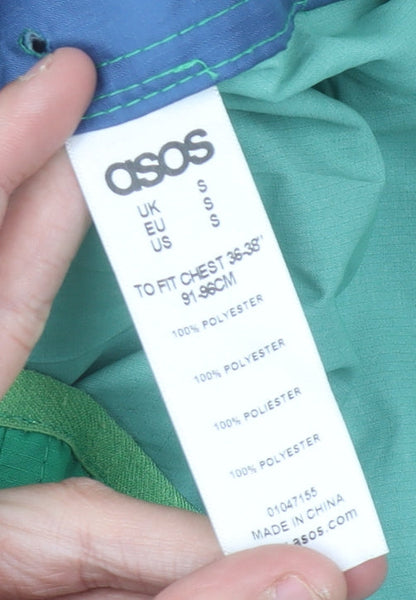 asos
UK S
EU S
US S
TO FIT CHEST 36-38"
91-96CM
100% POLYESTER
100% POLYESTER
100% POLIÉSTER
100% POLYESTER
01047155
MADE IN CHINA
asos.com